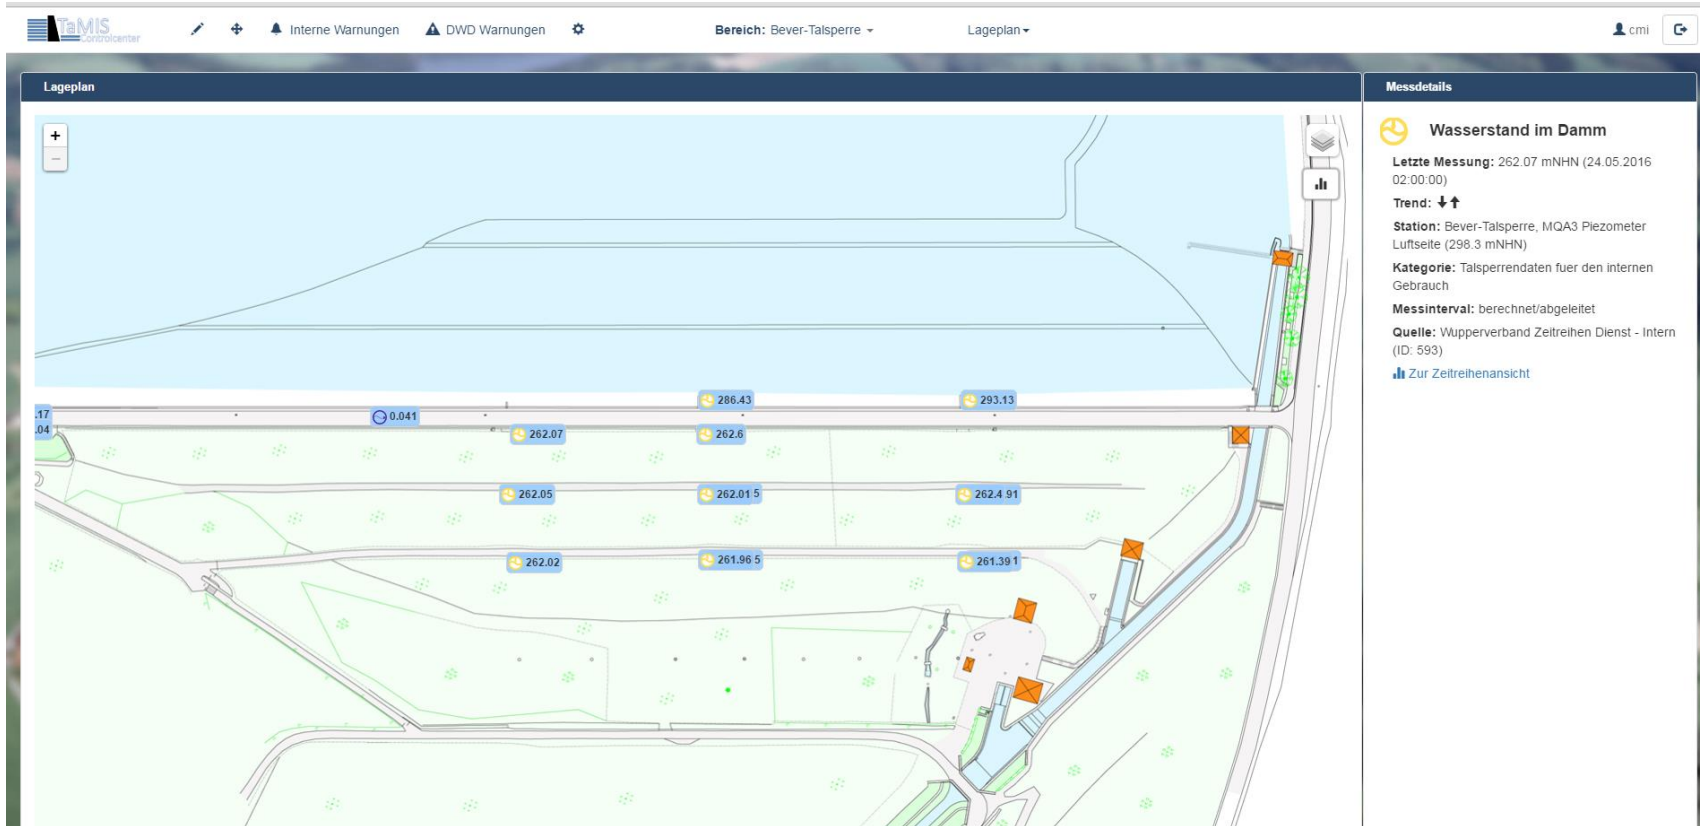 TaMIS
Controlcenter
Interne Warnungen
DWD Warnungen
Bereich: Bever-Talsperre
Lageplan
cmi
Lageplan
+
−
.17
.04
0.041
286.43
293.13
262.07
262.6
262.05
262.01 5
262.4 91
262.02
261.96 5
261.39 1
Messdetails
Wasserstand im Damm
Letzte Messung: 262.07 mNHN (24.05.2016
02:00:00)
Trend:
Station: Bever-Talsperre, MQA3 Piezometer
Luftseite (298.3 mNHN)
Kategorie: Talsperrendaten fuer den internen
Gebrauch
Messinterval: berechnet/abgeleitet
Quelle: Wupperverband Zeitreihen Dienst - Intern
(ID: 593)
Zur Zeitreihenansicht